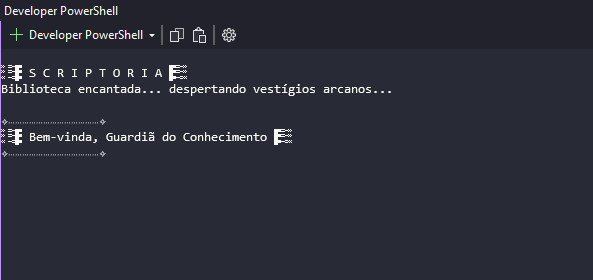 Developer PowerShell
Developer PowerShell
S C R I P T O R I A
Biblioteca encantada... despertando vestígios arcanos...
✧.................................✧
Bem-vinda, Guardiã do Conhecimento
✧.................................✧